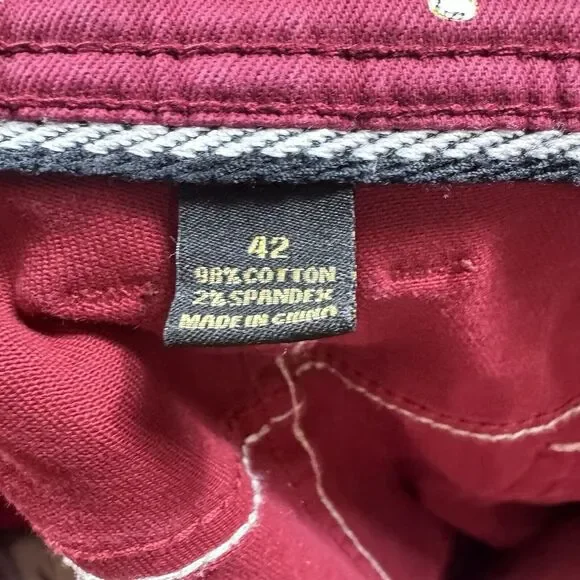 42
98% COTTON
2% SPANDEX
MADE IN CHINA